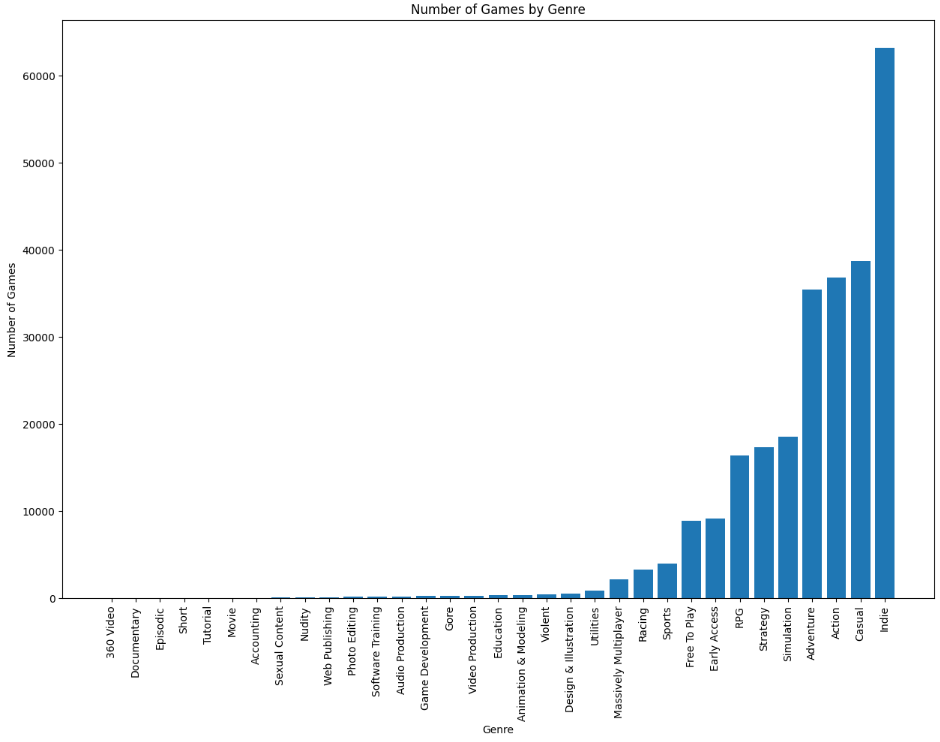 Number of Games by Genre
Number of Games
60000
50000
40000
30000
20000
10000
0
360 Video
Documentary
Episodic
Short
Tutorial
Movie
Accounting
Sexual Content
Nudity
Web Publishing
Photo Editing
Software Training
Audio Production
Game Development
Gore
Video Production
Education
Animation & Modeling
Violent
Design & Illustration
Utilities
Massively Multiplayer
Racing
Sports
Free To Play
Early Access
RPG
Strategy
Simulation
Adventure
Action
Casual
Indie
Genre